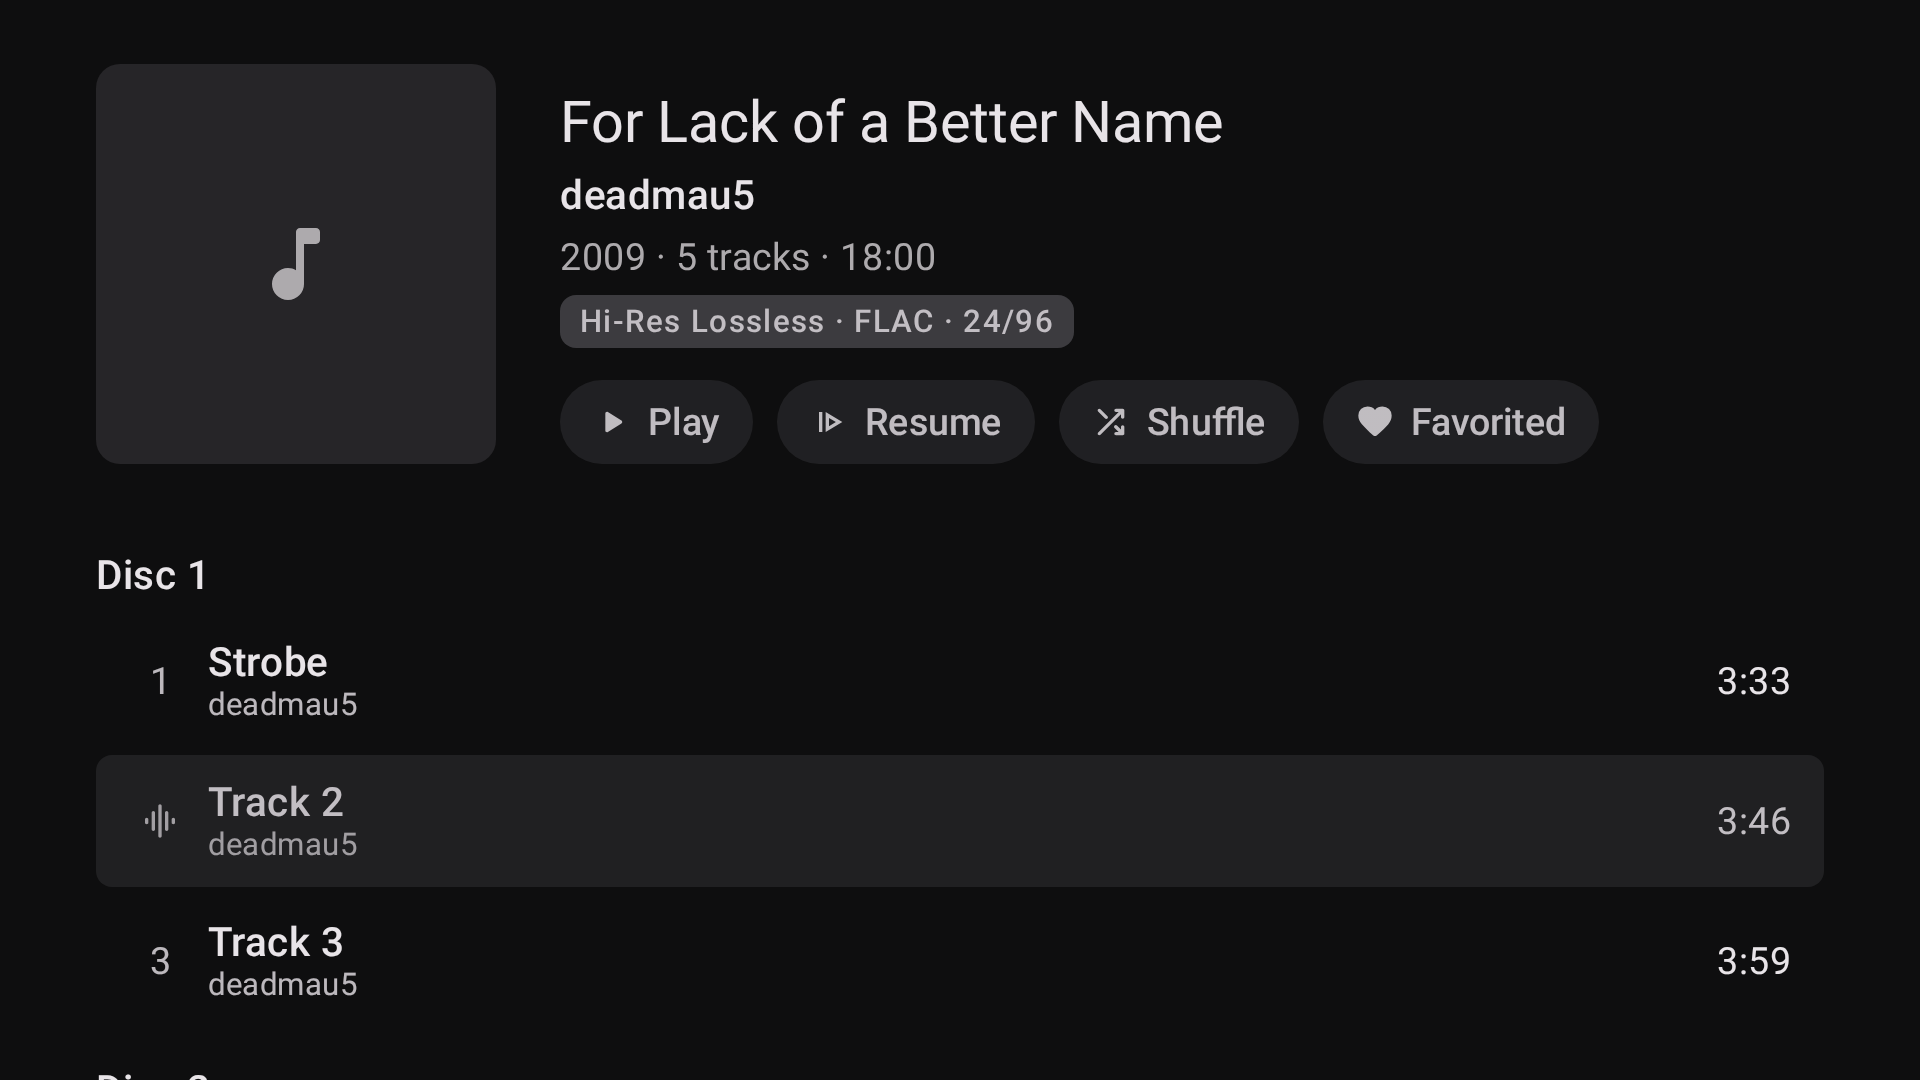 For Lack of a Better Name
deadmau5
2009 · 5 tracks · 18:00
Hi-Res Lossless · FLAC · 24/96
Play
Resume
Shuffle
Favorited
Disc 1
1
Strobe
deadmau5
3:33
Track 2
deadmau5
3:46
3
Track 3
deadmau5
3:59